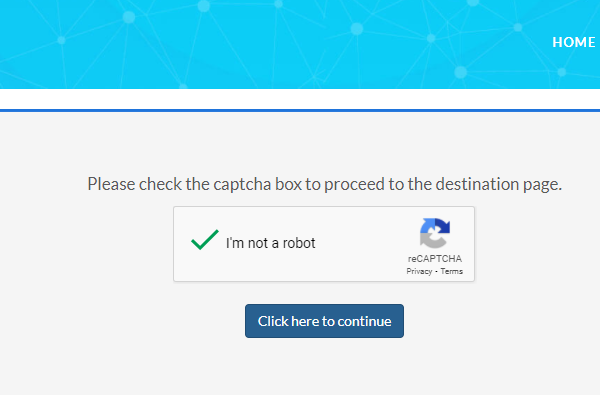 HOME
Please check the captcha box to proceed to the destination page.
I'm not a robot
reCAPTCHA
Privacy - Terms
Click here to continue